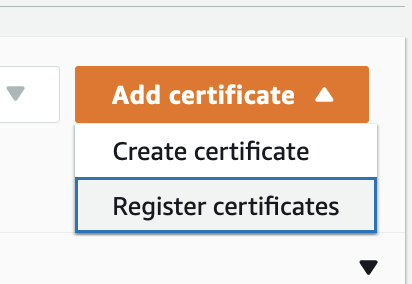 Add certificate
Create certificate
Register certificates